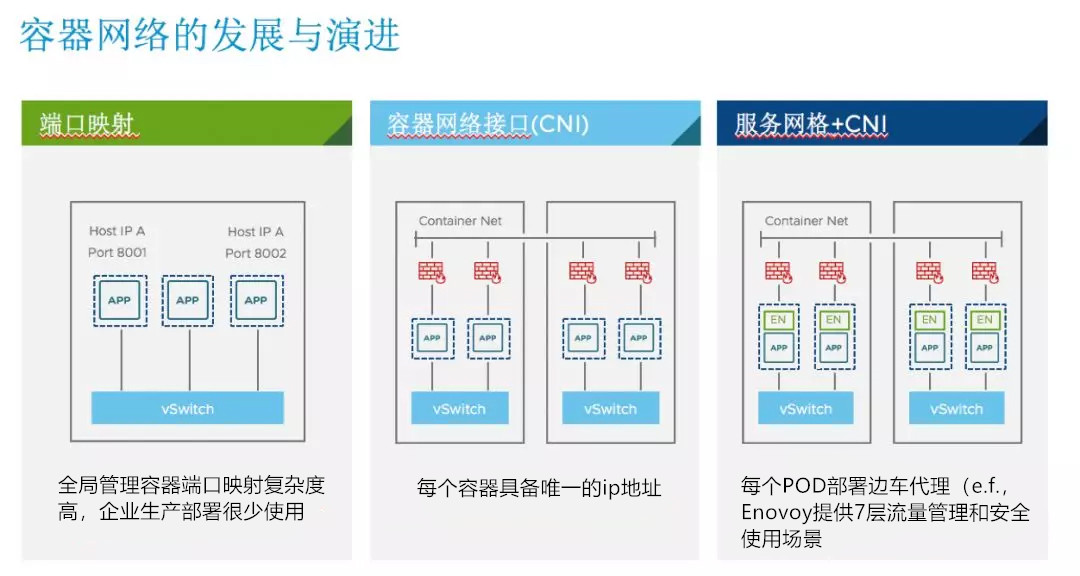 容器网络的发展与演进
端口映射
Host IP A
Port 8001
Host IP A
Port 8002
APP
APP
APP
vSwitch
全局管理容器端口映射复杂度
高，企业生产部署很少使用
容器网络接口(CNI)
Container Net
APP
APP
APP
APP
vSwitch
vSwitch
每个容器具备唯一的ip地址
服务网格+CNI
Container Net
EN
EN
EN
EN
APP
APP
APP
APP
vSwitch
vSwitch
每个POD部署边车代理（e.f.，
Enovoy提供7层流量管理和安全
使用场景